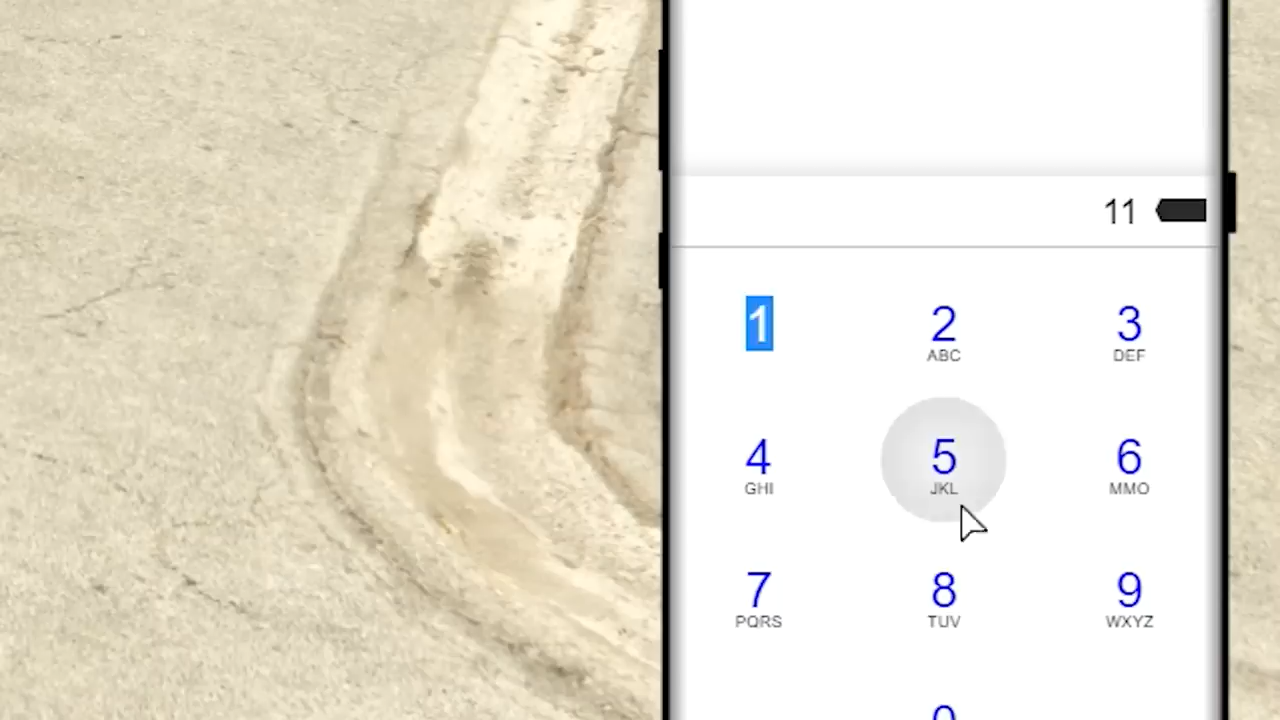 11
1 2 3
ABC DEF
4 5 6
GHI JKL MMO
7 8 9
PQRS TUV WXYZ
0